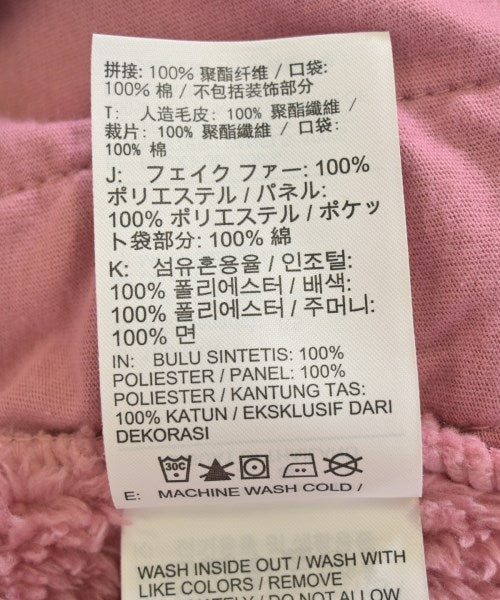 拼接: 100% 聚酯纤维 / 口袋:
100% 棉 / 不包括装饰部分
T: 人造毛皮: 100% 聚酯纖維 /
裁片: 100% 聚酯纖維 / 口袋:
100% 棉
J: フェイク ファー: 100%
ポリエステル / パネル:
100% ポリエステル / ポケッ
ト袋部分: 100% 綿
K: 섬유혼용율 / 인조털:
100% 폴리에스터 / 배색:
100% 폴리에스터 / 주머니:
100% 면
IN: BULU SINTETIS: 100%
POLIESTER / PANEL: 100%
POLIESTER / KANTUNG TAS:
100% KATUN / EKSKLUSIF DARI
DEKORASI
30C
E: MACHINE WASH COLD /
WASH INSIDE OUT / WASH WITH
LIKE COLORS / REMOVE
/ DO NOT ALLOW